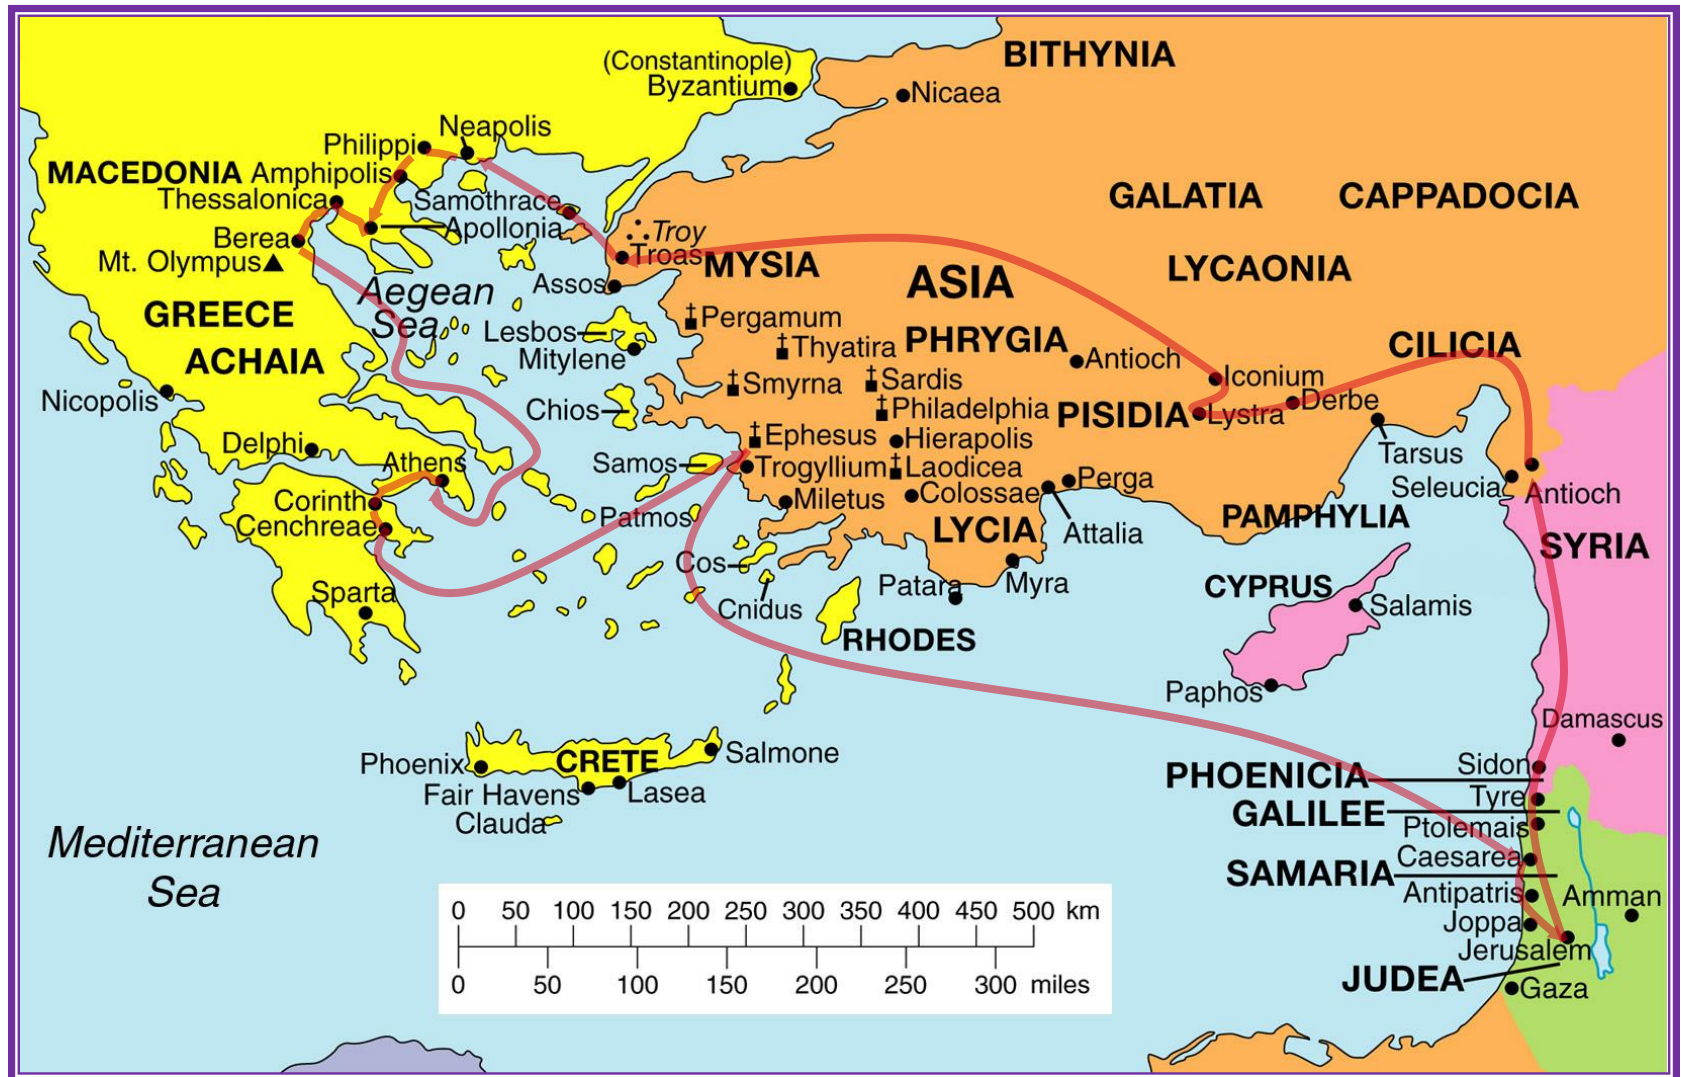 BITHYNIA
(Constantinople)
Byzantium
Nicaea
Neapolis
Philippi
MACEDONIA
Amphipolis
GALATIA
CAPPADOCIA
Thessalonica
Samothrace
Apollonia
Troy
Berea
Troas
Mt. Olympus
MYSIA
ASIA
LYCAONIA
Assos
Aegean
Sea
GREECE
Pergamum
Lesbos
PHRYGIA
CILICIA
Thyatira
ACHAIA
Mitylene
Antioch
Smyrna
Sardis
Iconium
Nicopolis
Chios
Philadelphia
PISIDIA
Lystra
Derbe
Delphi
Ephesus
Hierapolis
Tarsus
Athens
Samos
Trogyllium
Laodicea
Perga
Seleucia
Antioch
Corinth
Miletus
Colossae
Cenchreae
Patmos
LYCIA
Attalia
PAMPHYLIA
SYRIA
Cos
Sparta
Cnidus
Patara
Myra
CYPRUS
Salamis
RHODES
Paphos
Damascus
CRETE
Salmone
Phoenix
Sidon
PHOENICIA
Fair Havens
Lasea
Tyre
GALILEE
Clauda
Ptolemais
Mediterranean
Sea
Caesarea
SAMARIA
Antipatris
Amman
Joppa
Jerusalem
JUDEA
Gaza
0 50 100 150 200 250 300 350 400 450 500 km
0 50 100 150 200 250 300 miles